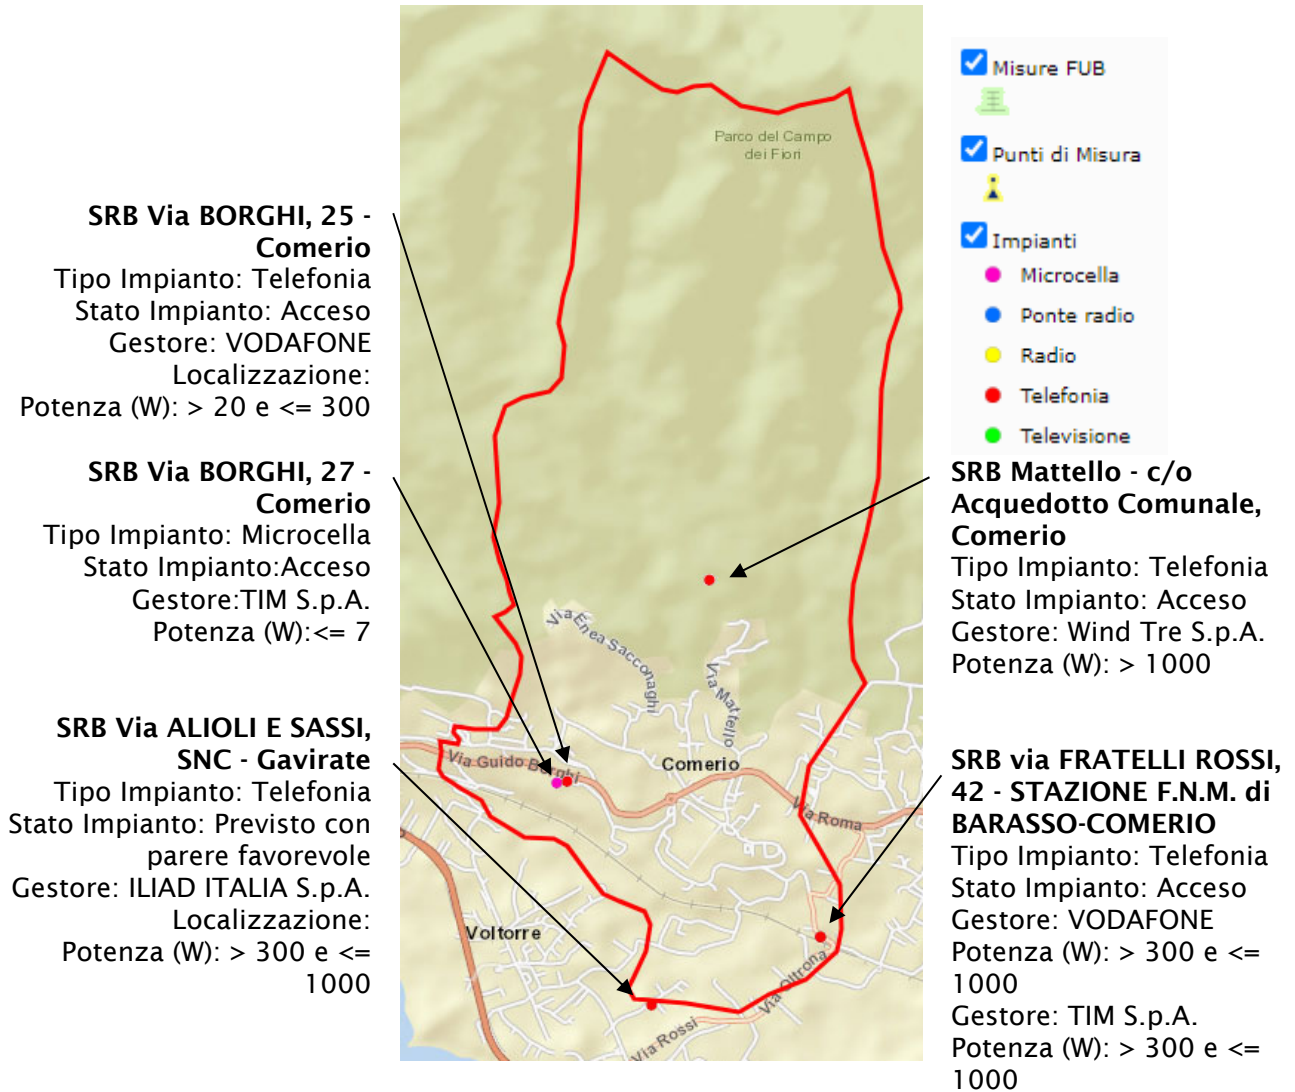 SRB Via BORGHI, 25 -
Comerio
Tipo Impianto: Telefonia
Stato Impianto: Acceso
Gestore: VODAFONE
Localizzazione:
Potenza (W): > 20 e <= 300
SRB Via BORGHI, 27 -
Comerio
Tipo Impianto: Microcella
Stato Impianto:Acceso
Gestore:TIM S.p.A.
Potenza (W):<= 7
SRB Via ALIOLI E SASSI,
SNC - Gavirate
Tipo Impianto: Telefonia
Stato Impianto: Previsto con
parere favorevole
Gestore: ILIAD ITALIA S.p.A.
Localizzazione:
Potenza (W): > 300 e <=
1000
Parco del Campo
dei Fiori
Via Enea Sacconaghi
Via Mattello
Via Guido Borghi
Comerio
Via Roma
Voltorre
Via Oltrona
Via Rossi
Misure FUB
Punti di Misura
Impianti
Microcella
Ponte radio
Radio
Telefonia
Televisione
SRB Mattello - c/o
Acquedotto Comunale,
Comerio
Tipo Impianto: Telefonia
Stato Impianto: Acceso
Gestore: Wind Tre S.p.A.
Potenza (W): > 1000
SRB via FRATELLI ROSSI,
42 - STAZIONE F.N.M. di
BARASSO-COMERIO
Tipo Impianto: Telefonia
Stato Impianto: Acceso
Gestore: VODAFONE
Potenza (W): > 300 e <=
1000
Gestore: TIM S.p.A.
Potenza (W): > 300 e <=
1000